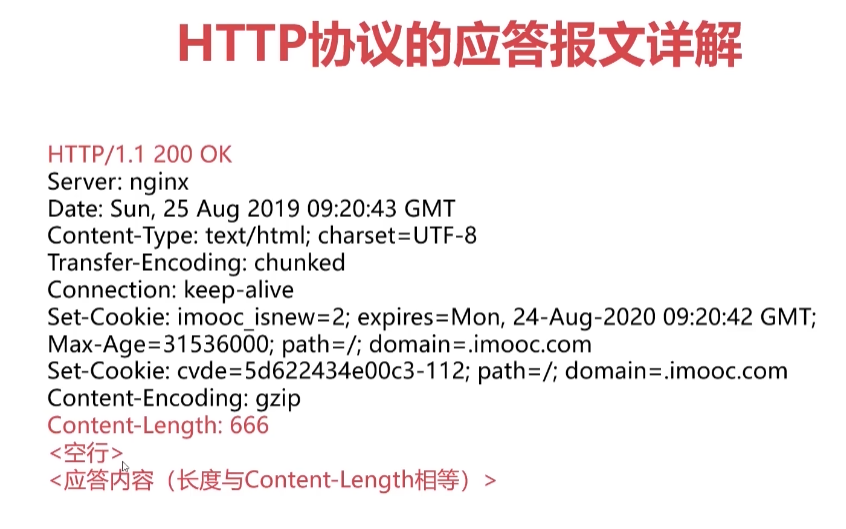 HTTP协议的应答报文详解
HTTP/1.1 200 OK
Server: nginx
Date: Sun, 25 Aug 2019 09:20:43 GMT
Content-Type: text/html; charset=UTF-8
Transfer-Encoding: chunked
Connection: keep-alive
Set-Cookie: imooc_isnew=2; expires=Mon, 24-Aug-2020 09:20:42 GMT;
Max-Age=31536000; path=/; domain=.imooc.com
Set-Cookie: cvde=5d622434e00c3-112; path=/; domain=.imooc.com
Content-Encoding: gzip
Content-Length: 666
<空行>
<应答内容（长度与Content-Length相等）>